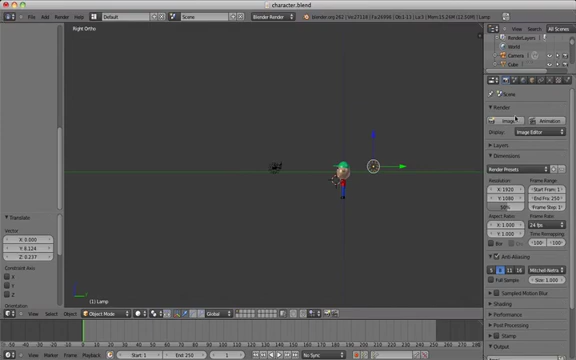 character.blend
File Add Render Window Help
Default
Scene
Blender Render
Right Ortho
Search
All Scenes
RenderLayers
World
Camera
Cube
Scene
Render
Image
Animation
Display: Image Editor
Layers
Dimensions
Render Presets
Resolution:
Frame Range:
X: 1920
Start Fram: 1
Y: 1080
End Fra: 250
50%
Frame Step: 1
Aspect Ratio:
Frame Rate:
X: 1.000
24 fps
Y: 1.000
Time Remapping:
Anti-Aliasing
5 8 11 16
Full Sample
Size: 1.000
Sampled Motion Blur
Shading
Performance
Post Processing
Stamp
Output
Translate
Vector
X: 0.000
Y: 8.124
Z: 0.237
Constraint Axis
X
Y
Z
Orientation
(1) Lamp
View Select Object
Object Mode
Global
View Marker Frame Playback
Start: 1
End: 250
1
No Sync